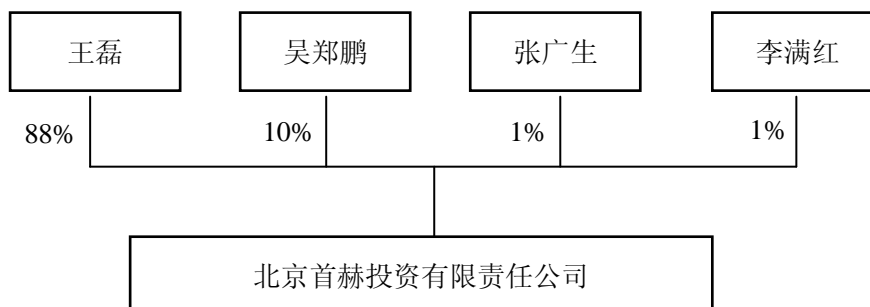 王磊
吴郑鹏
张广生
李满红
88%
10%
1%
1%
北京首赫投资有限责任公司